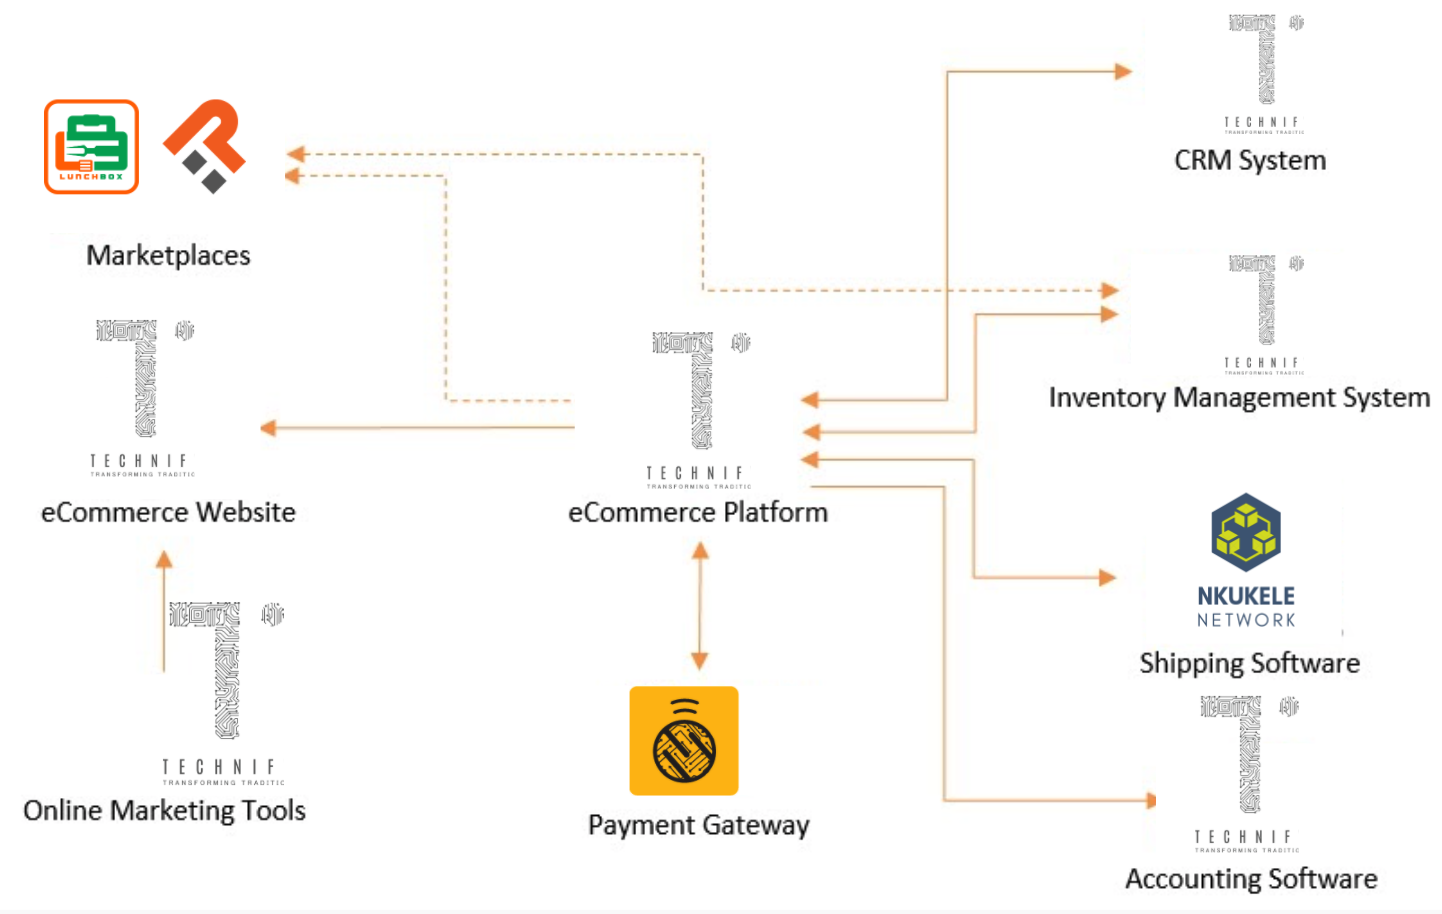 TECHNIF
TRANSFORMING TRADITIC
CRM System
LUNCHBOX
Marketplaces
TECHNIF
TRANSFORMING TRADITIC
Inventory Management System
TECHNIF
TRANSFORMING TRADITIC
eCommerce Website
TECHNIF
TRANSFORMING TRADITIC
eCommerce Platform
NKUKELE
NETWORK
Shipping Software
TECHNIF
TRANSFORMING TRADITIC
Online Marketing Tools
Payment Gateway
TECHNIF
TRANSFORMING TRADITIC
Accounting Software